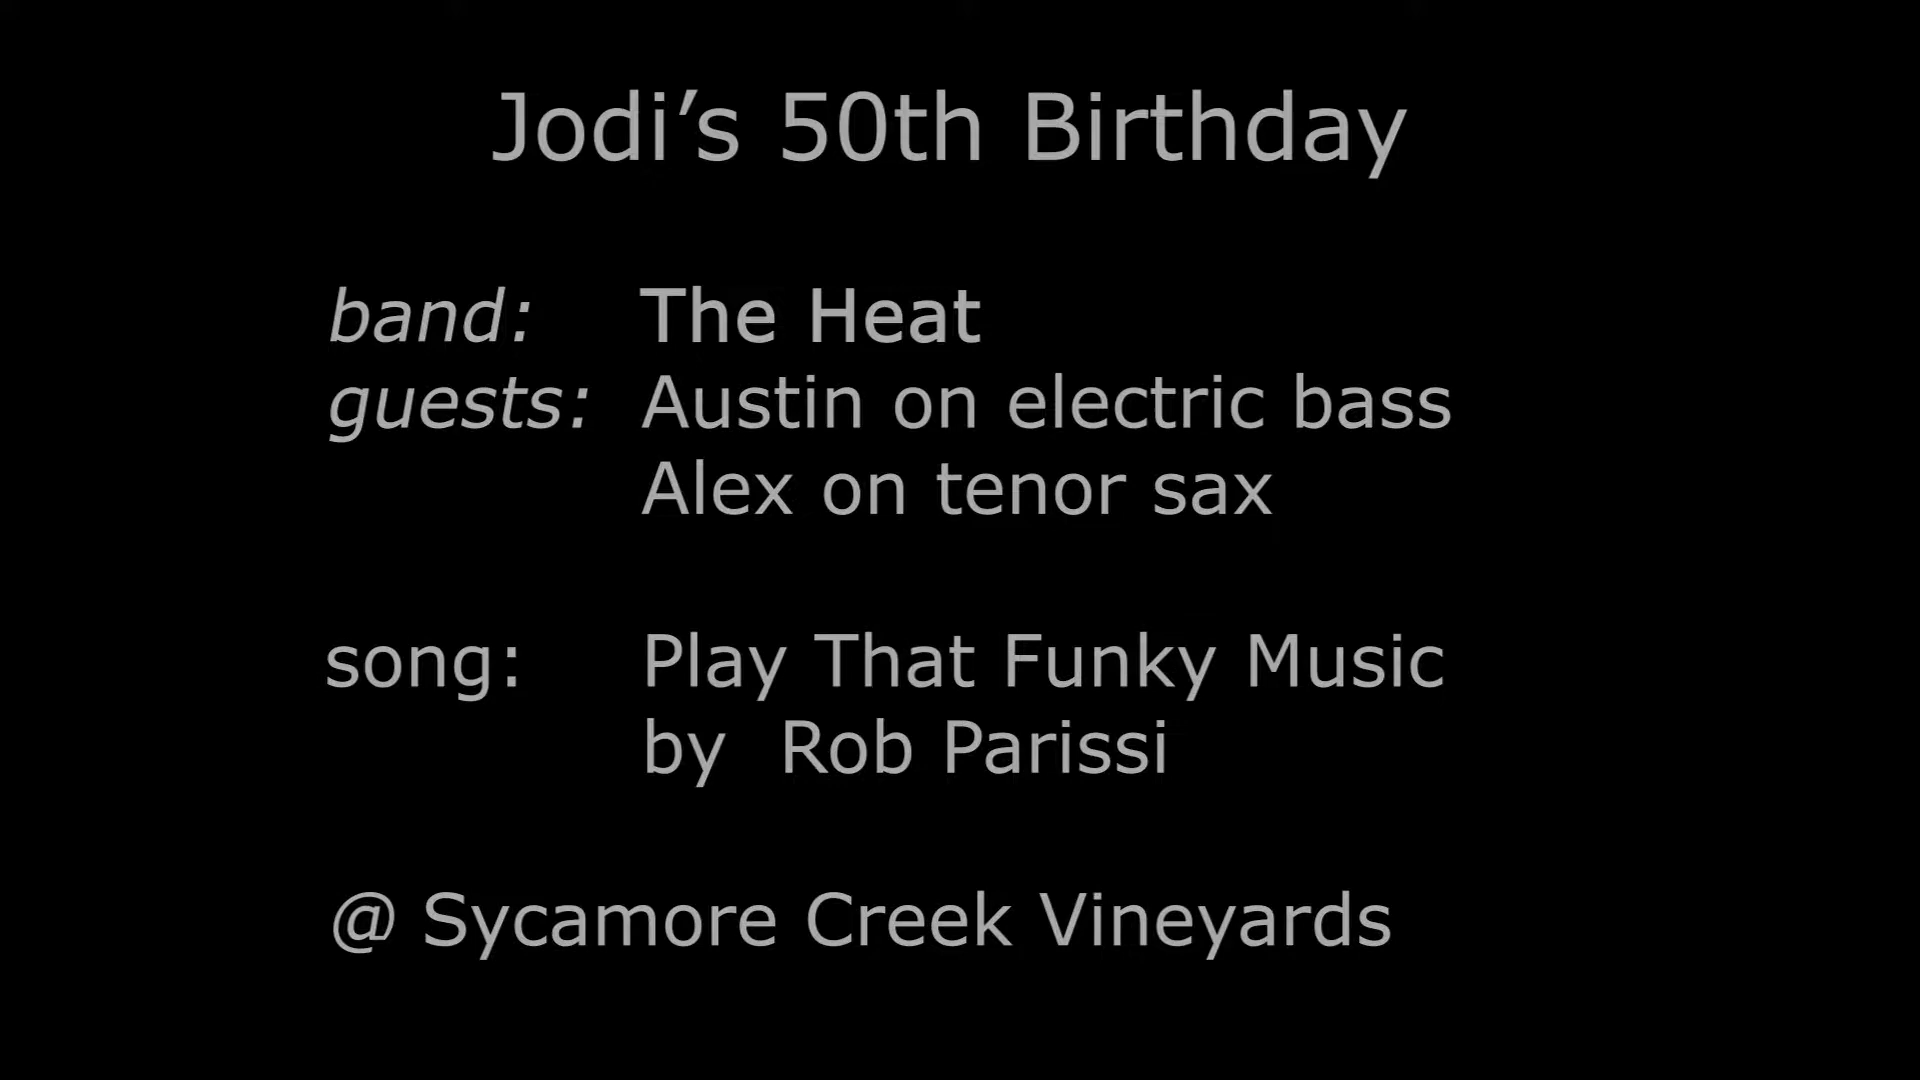 Jodi’s 50th Birthday
band: The Heat
guests: Austin on electric bass
Alex on tenor sax
song: Play That Funky Music
by Rob Parissi
@ Sycamore Creek Vineyards